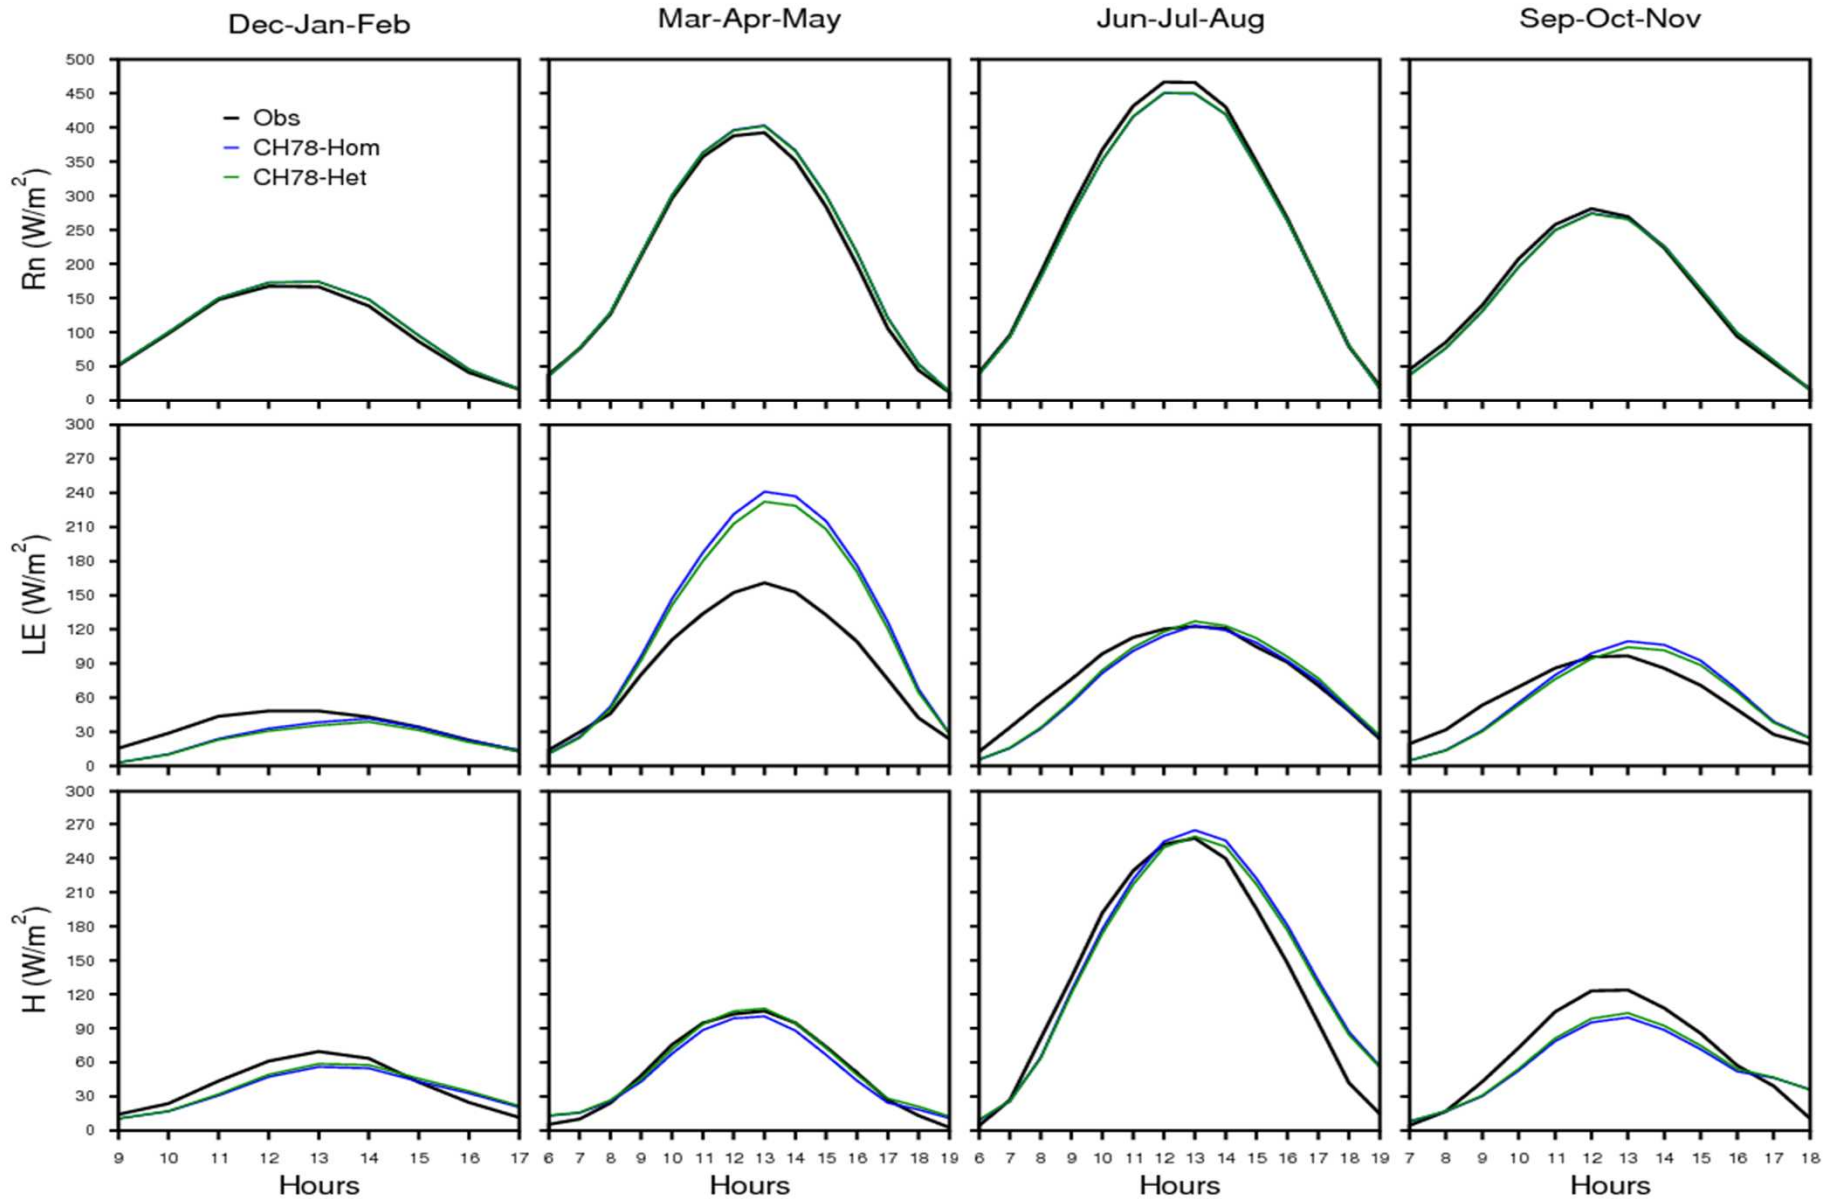 Dec-Jan-Feb
Mar-Apr-May
Jun-Jul-Aug
Sep-Oct-Nov
Rn (W/m²)
500
450
400
350
300
250
200
150
100
50
0
Obs
CH78-Hom
CH78-Het
LE (W/m²)
300
270
240
210
180
150
120
90
60
30
0
H (W/m²)
300
270
240
210
180
150
120
90
60
30
0
9 10 11 12 13 14 15 16 17
6 7 8 9 10 11 12 13 14 15 16 17 18 19
6 7 8 9 10 11 12 13 14 15 16 17 18 19
7 8 9 10 11 12 13 14 15 16 17 18
Hours
Hours
Hours
Hours